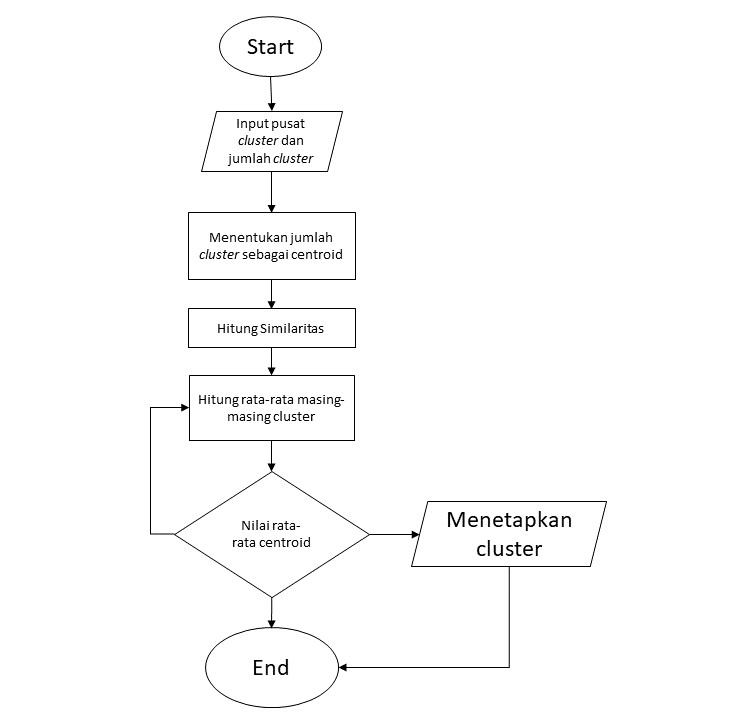 Start
Input pusat
cluster dan
jumlah cluster
Menentukan jumlah
cluster sebagai centroid
Hitung Similaritas
Hitung rata-rata masing-
masing cluster
Nilai rata-
rata centroid
Menetapkan
cluster
End